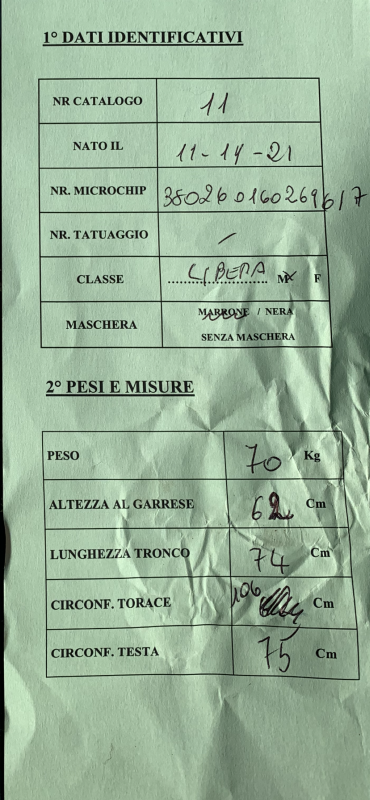 1° DATI IDENTIFICATIVI
NR CATALOGO 11
NATO IL 11-14-21
NR. MICROCHIP 380260160269617
NR. TATUAGGIO /
CLASSE LIBERA M F
MASCHERA MARRONE / NERA
SENZA MASCHERA
2° PESI E MISURE
PESO 70 Kg
ALTEZZA AL GARRESE 62 Cm
LUNGHEZZA TRONCO 74 Cm
CIRCONF. TORACE 106 Cm
CIRCONF. TESTA 75 Cm